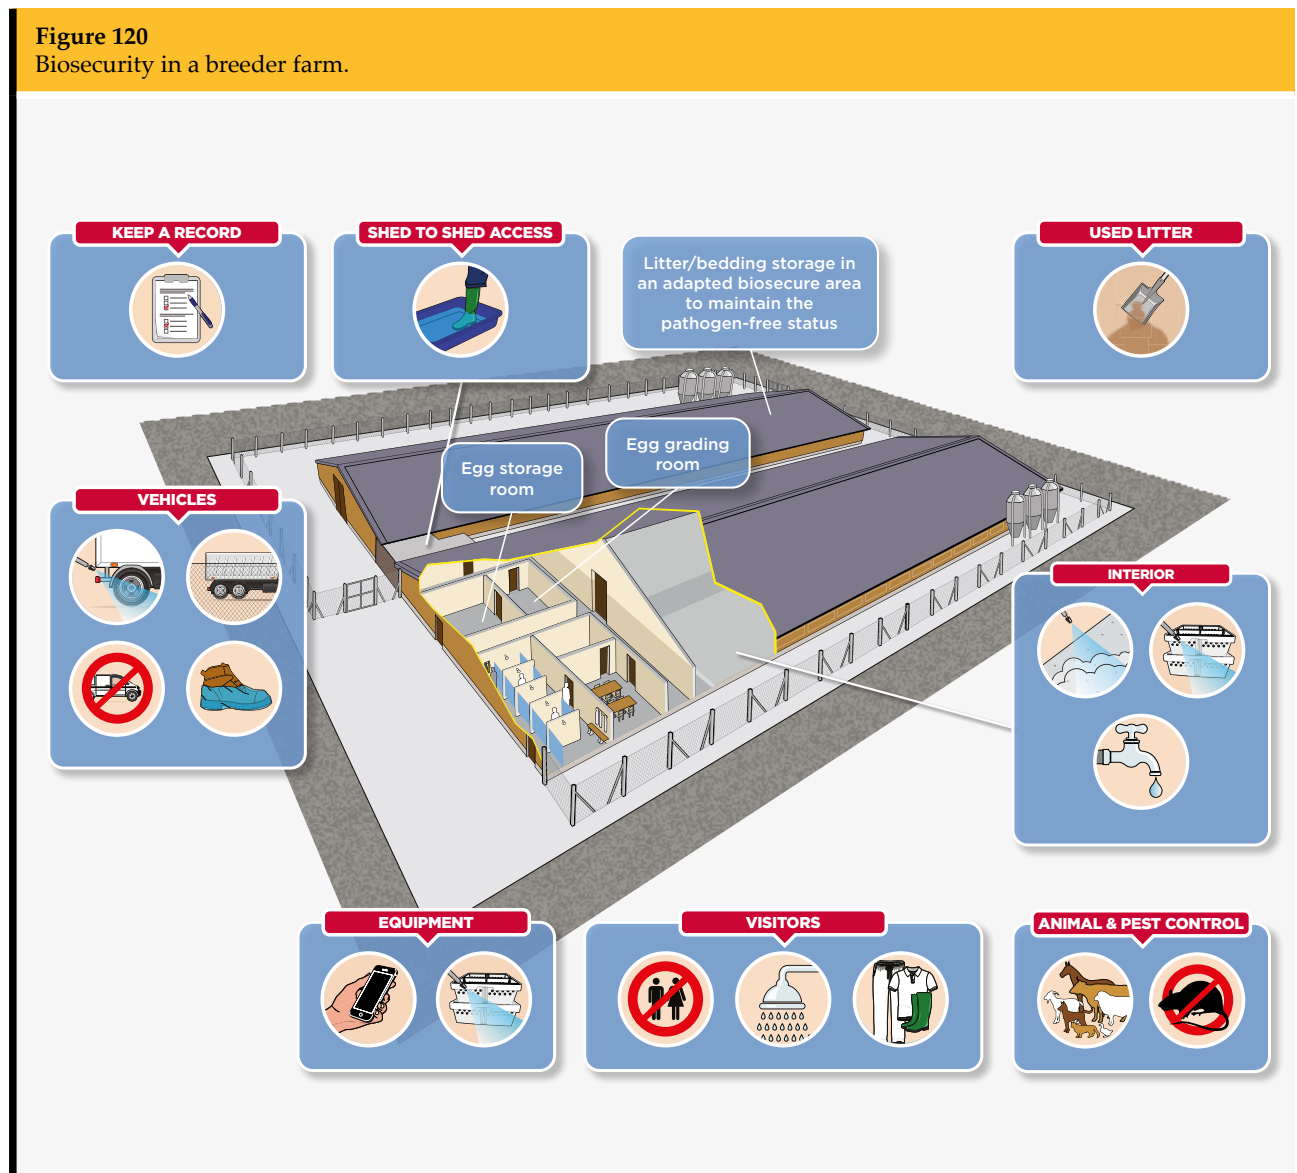 Figure 120
Biosecurity in a breeder farm.
KEEP A RECORD
SHED TO SHED ACCESS
Litter/bedding storage in
an adapted biosecure area
to maintain the
pathogen-free status
USED LITTER
Egg storage
room
Egg grading
room
VEHICLES
INTERIOR
EQUIPMENT
VISITORS
ANIMAL & PEST CONTROL